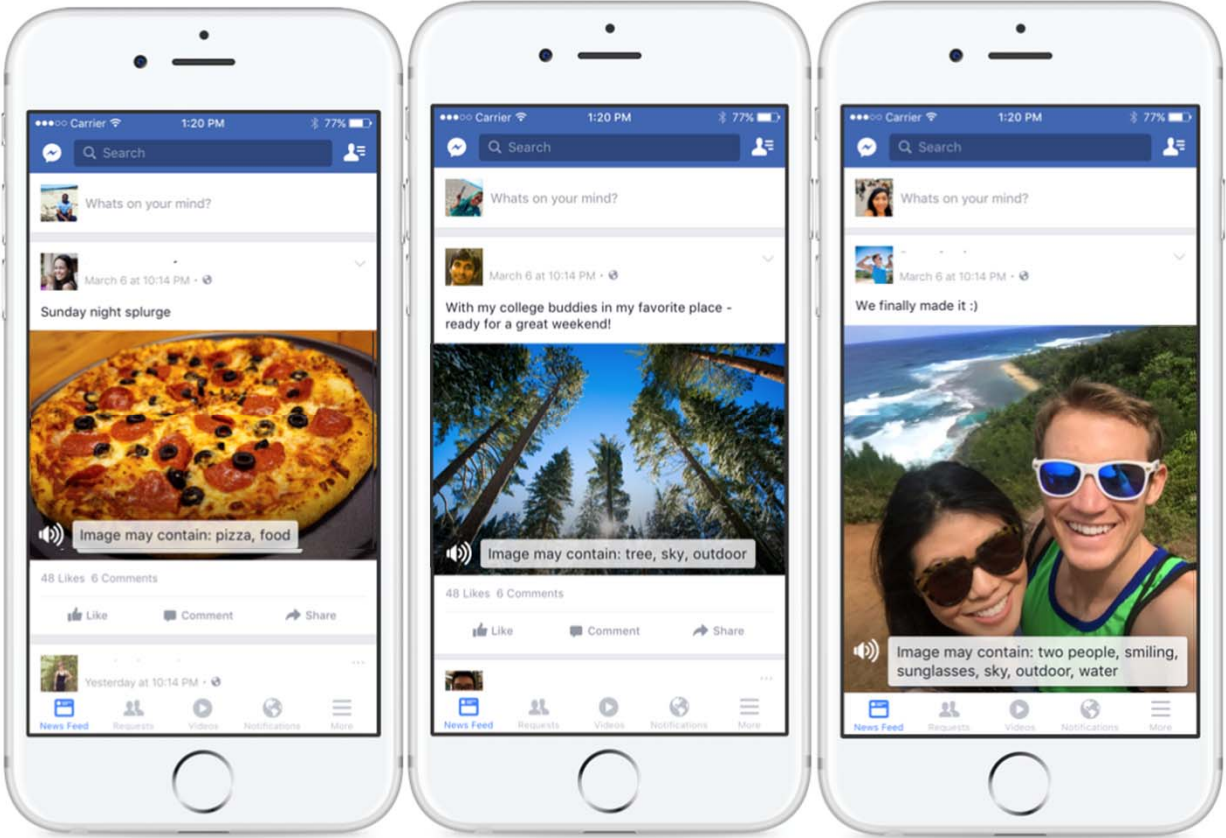 ●●●○○ Carrier 1:20 PM 77%
Search
Whats on your mind?
March 6 at 10:14 PM •
Sunday night splurge
Image may contain: pizza, food
48 Likes 6 Comments
Like Comment Share
Yesterday at 10:14 PM •
News Feed Requests Videos Notifications More
●●●○○ Carrier 1:20 PM 77%
Search
Whats on your mind?
March 6 at 10:14 PM •
With my college buddies in my favorite place -
ready for a great weekend!
Image may contain: tree, sky, outdoor
48 Likes 6 Comments
Like Comment Share
News Feed Requests Videos Notifications More
●●●○○ Carrier 1:20 PM 77%
Search
Whats on your mind?
March 6 at 10:14 PM •
We finally made it :)
Image may contain: two people, smiling,
sunglasses, sky, outdoor, water
News Feed Requests Videos Notifications More